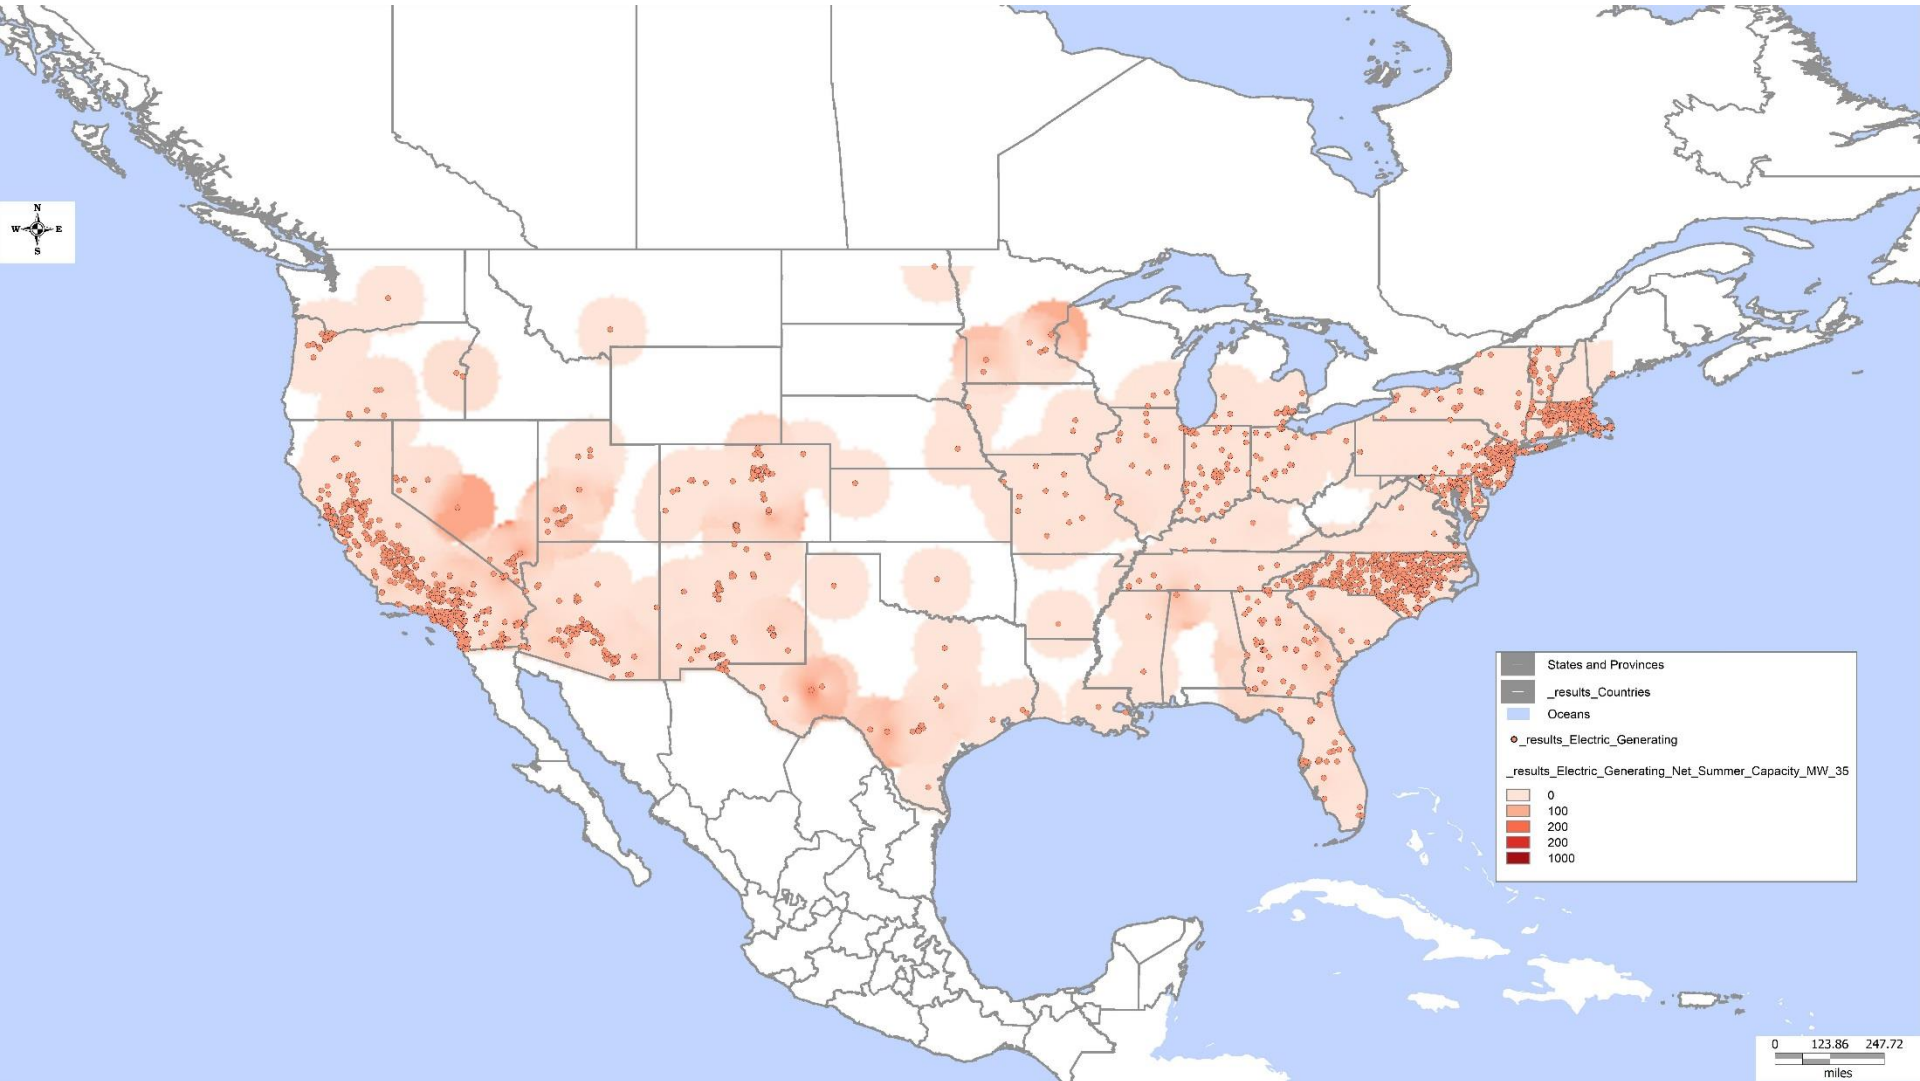 N
W E
S
States and Provinces
_results_Countries
Oceans
_results_Electric_Generating
_results_Electric_Generating_Net_Summer_Capacity_MW_35
0
100
200
200
1000
0 123.86 247.72
miles